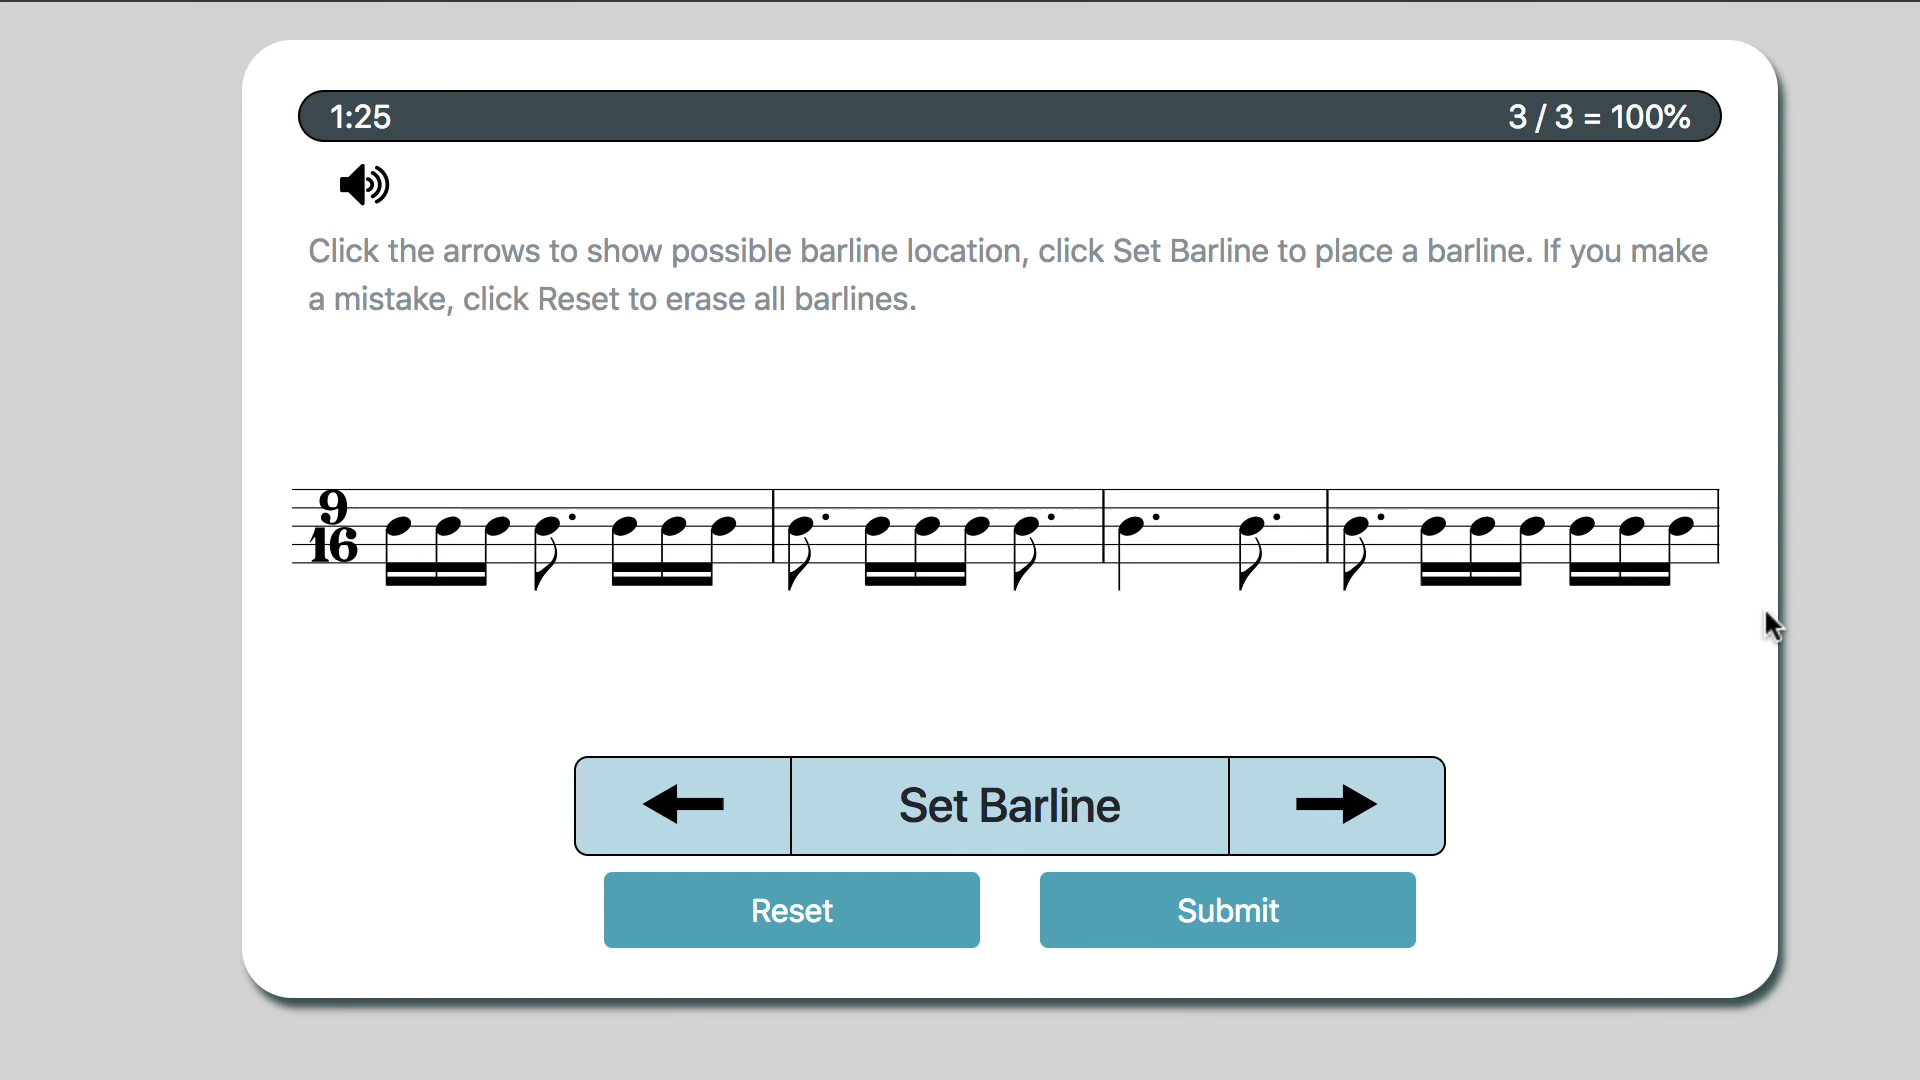 1:25
3 / 3 = 100%
Click the arrows to show possible barline location, click Set Barline to place a barline. If you make
a mistake, click Reset to erase all barlines.
9
16
Set Barline
Reset
Submit